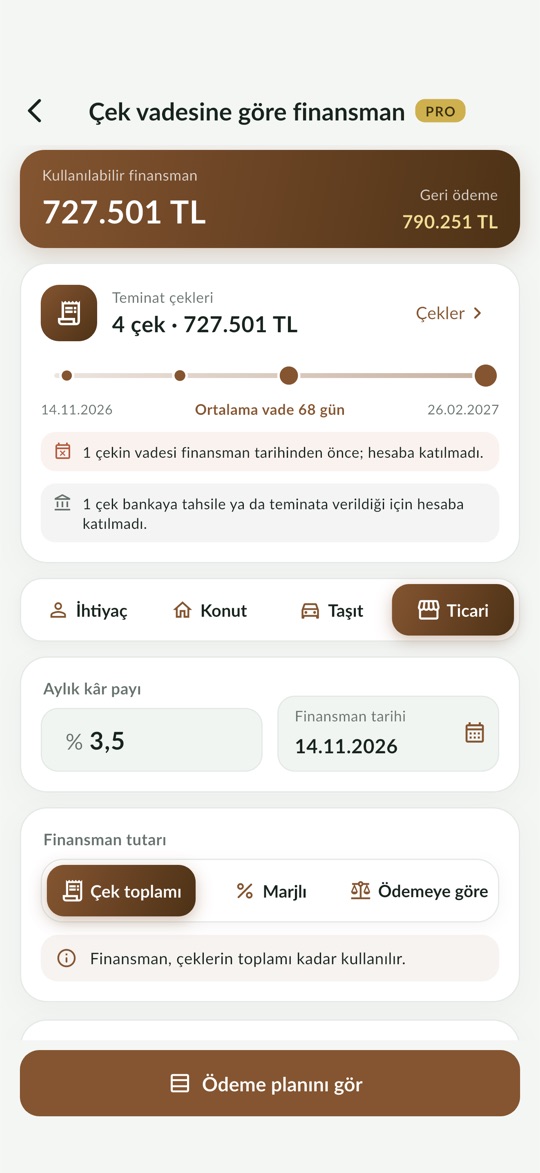 Çek vadesine göre finansman PRO
Kullanılabilir finansman
727.501 TL
Geri ödeme
790.251 TL
Teminat çekleri
4 çek · 727.501 TL
Çekler
14.11.2026
Ortalama vade 68 gün
26.02.2027
1 çekin vadesi finansman tarihinden önce; hesaba katılmadı.
1 çek bankaya tahsile ya da teminata verildiği için hesaba
katılmadı.
İhtiyaç
Konut
Taşıt
Ticari
Aylık kâr payı
% 3,5
Finansman tarihi
14.11.2026
Finansman tutarı
Çek toplamı
Marjlı
Ödemeye göre
Finansman, çeklerin toplamı kadar kullanılır.
Ödeme planını gör